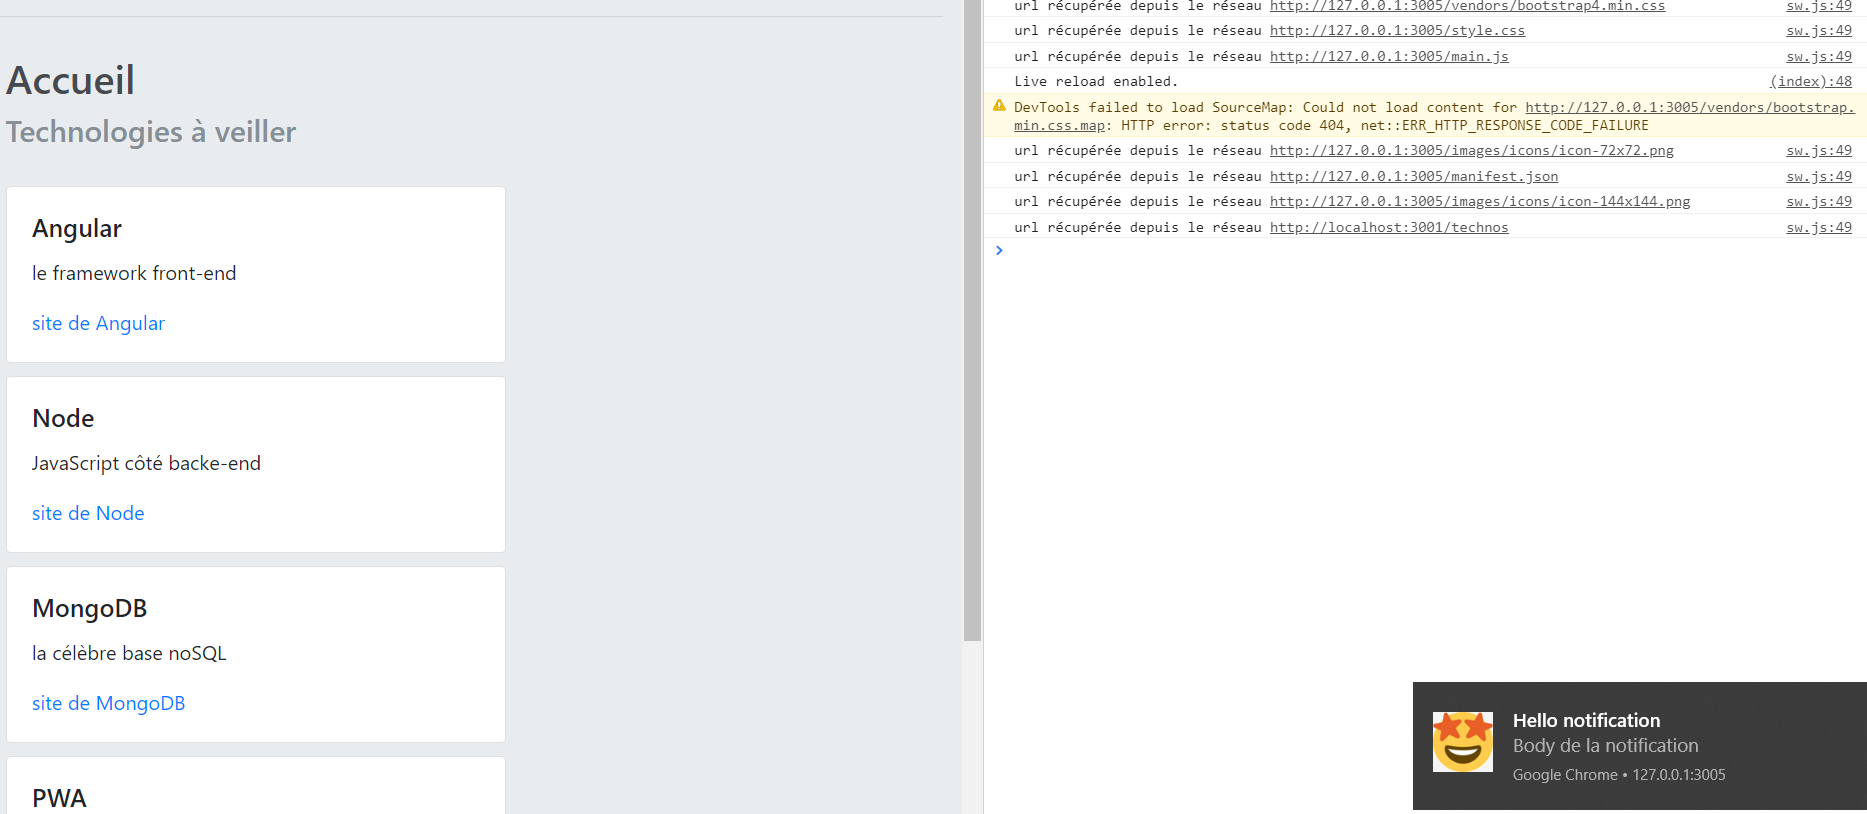 Accueil
Technologies à veiller
Angular
le framework front-end
site de Angular
Node
JavaScript côté backe-end
site de Node
MongoDB
la célèbre base noSQL
site de MongoDB
PWA
url récupérée depuis le réseau http://127.0.0.1:3005/vendors/bootstrap4.min.css sw.js:49
url récupérée depuis le réseau http://127.0.0.1:3005/style.css sw.js:49
url récupérée depuis le réseau http://127.0.0.1:3005/main.js sw.js:49
Live reload enabled. (index):48
DevTools failed to load SourceMap: Could not load content for http://127.0.0.1:3005/vendors/bootstrap.
min.css.map: HTTP error: status code 404, net::ERR_HTTP_RESPONSE_CODE_FAILURE
url récupérée depuis le réseau http://127.0.0.1:3005/images/icons/icon-72x72.png sw.js:49
url récupérée depuis le réseau http://127.0.0.1:3005/manifest.json sw.js:49
url récupérée depuis le réseau http://127.0.0.1:3005/images/icons/icon-144x144.png sw.js:49
url récupérée depuis le réseau http://localhost:3001/technos sw.js:49
Hello notification
Body de la notification
Google Chrome • 127.0.0.1:3005